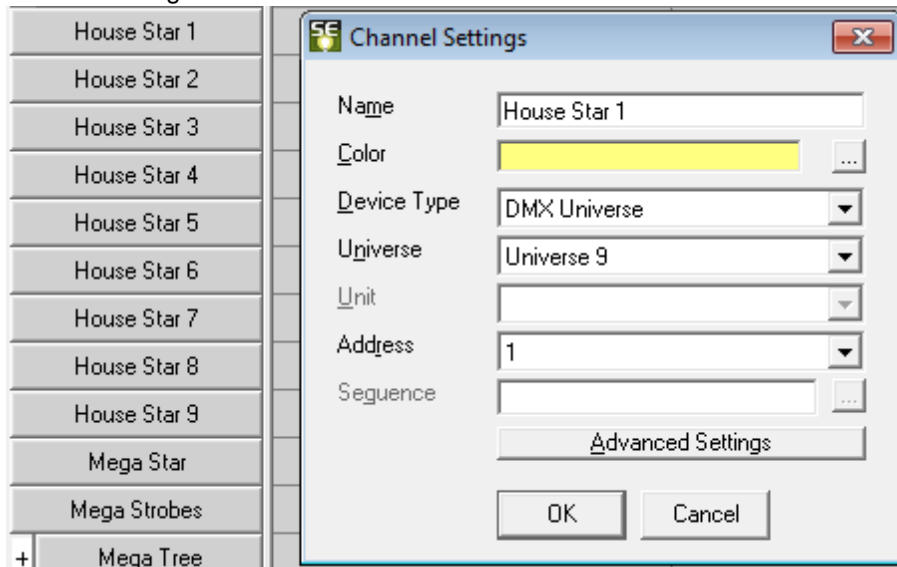 House Star 1
House Star 2
House Star 3
House Star 4
House Star 5
House Star 6
House Star 7
House Star 8
House Star 9
Mega Star
Mega Strobes
+ Mega Tree
SE Channel Settings
Name House Star 1
Color ...
Device Type DMX Universe
Universe Universe 9
Unit
Address 1
Sequence ...
Advanced Settings
OK Cancel